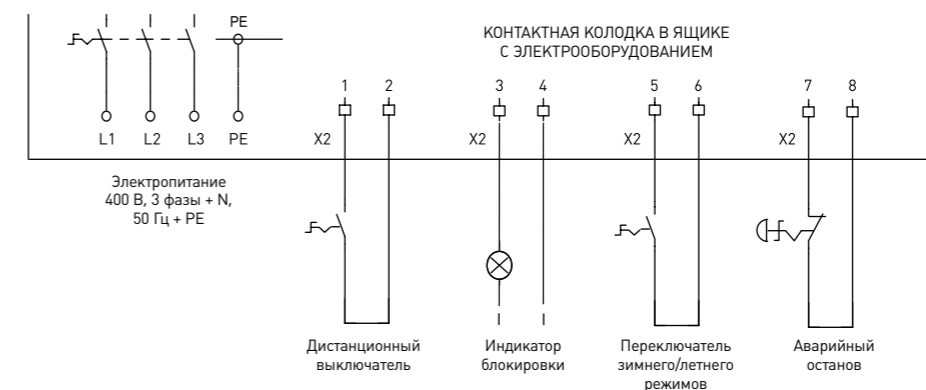 PE
КОНТАКТНАЯ КОЛОДКА В ЯЩИКЕ
С ЭЛЕКТРООБОРУДОВАНИЕМ
1 2 3 4 5 6 7 8
L1 L2 L3 PE X2 X2 X2 X2
Электропитание
400 В, 3 фазы + N,
50 Гц + PE
Дистанционный
выключатель
Индикатор
блокировки
Переключатель
зимнего/летнего
режимов
Аварийный
останов